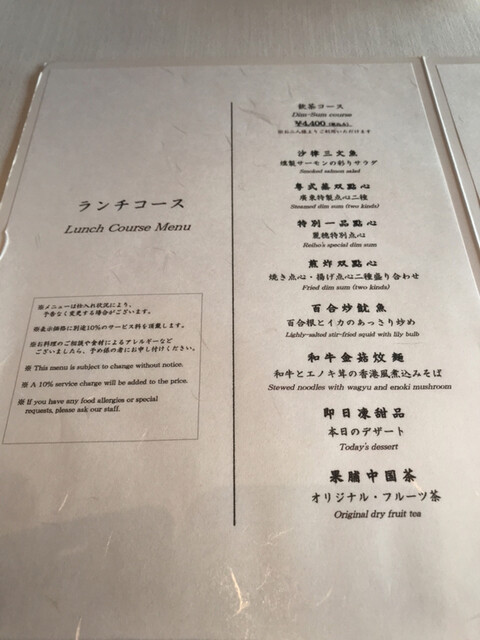 ランチコース
Lunch Course Menu
※メニューは仕入れ状況により、
予告なく変更する場合がございます。
※表示価格に別途10%のサービス料を頂戴します。
※お料理のご相談や食材によるアレルギーなど
ございましたら、予め係の者にお申し付けください。
※ This menu is subject to change without notice.
※ A 10% service charge will be added to the price.
※ If you have any food allergies or special
requests, please ask our staff.
飲茶コース
Dim-Sum course
¥4,400
※お二人様よりご利用いただけます
沙律三文魚
燻製サーモンの彩りサラダ
Smoked salmon salad
粤式蒸双點心
廣東特製点心二種
Steamed dim sum (two kinds)
特別一品點心
麗穂特別点心
Reiho's special dim sum
煎炸双點心
焼き点心・揚げ点心二種盛り合わせ
Fried dim sum (two kinds)
百合炒魷魚
百合根とイカのあっさり炒め
Lighly-salted stir-fried squid with lily bulb
和牛金菇炆麺
和牛とエノキ茸の香港風煮込みそば
Stewed noodles with wagyu and enoki mushroom
即日凍甜品
本日のデザート
Today's dessert
果脯中国茶
オリジナル・フルーツ茶
Original dry fruit tea